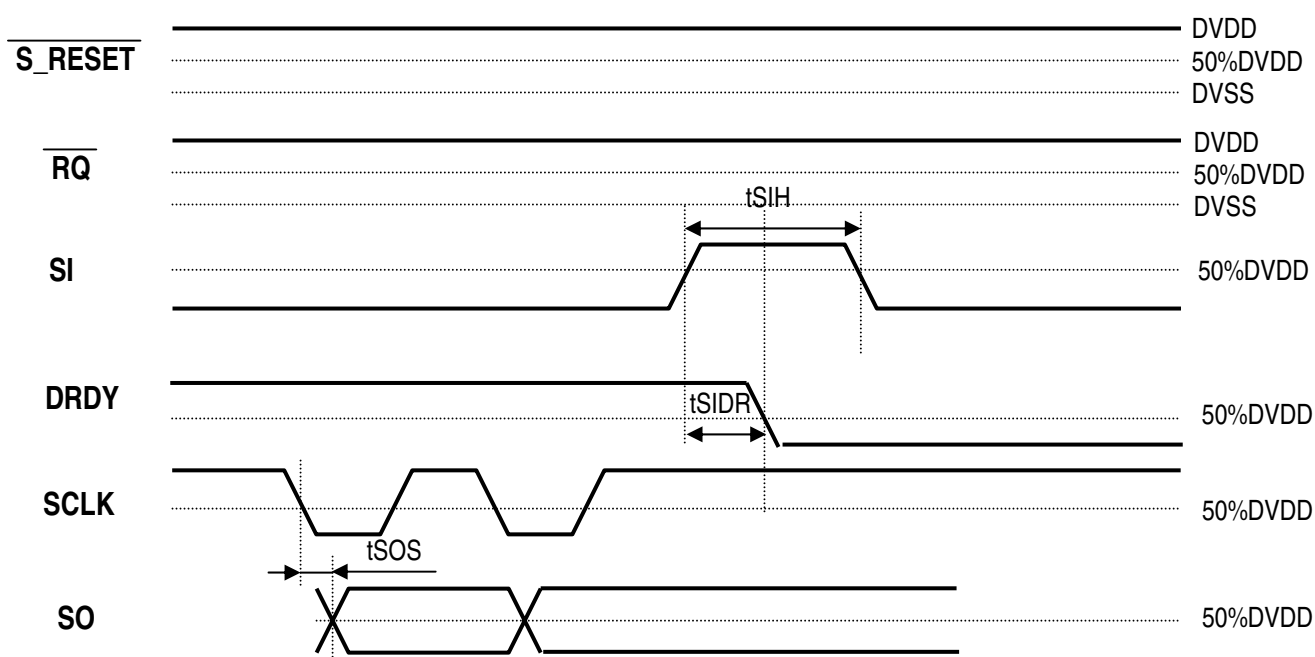 DVDD
S_RESET
50%DVDD
DVSS
DVDD
RQ
50%DVDD
tSIH
DVSS
SI
50%DVDD
DRDY
tSIDR
50%DVDD
SCLK
50%DVDD
tSOS
SO
50%DVDD